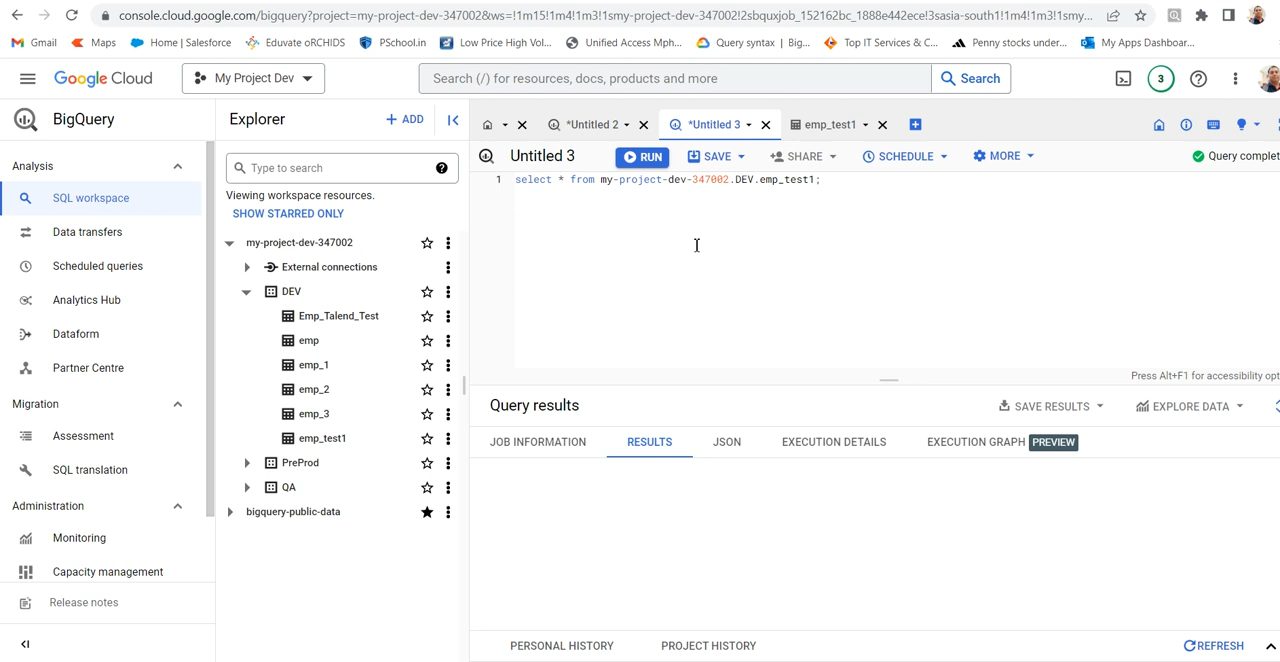 console.cloud.google.com/bigquery?project=my-project-dev-347002&ws=!1m15!1m4!1m3!1smy-project-dev-347002!2sbquxjob_152162bc_1888e442ece!3sasia-south1!1m4!1m3!1smy...
Gmail Maps Home | Salesforce Eduvate oRCHIDS PSchool.in Low Price High Vol... Unified Access Mph... Query syntax | Big... Top IT Services & C... Penny stocks under... My Apps Dashboar...
Google Cloud My Project Dev Search (/) for resources, docs, products and more Search 3
BigQuery
Analysis
SQL workspace
Data transfers
Scheduled queries
Analytics Hub
Dataform
Partner Centre
Migration
Assessment
SQL translation
Administration
Monitoring
Capacity management
Release notes
Explorer + ADD
Type to search
Viewing workspace resources.
SHOW STARRED ONLY
my-project-dev-347002
External connections
DEV
Emp_Talend_Test
emp
emp_1
emp_2
emp_3
emp_test1
PreProd
QA
bigquery-public-data
*Untitled 2 *Untitled 3 emp_test1
Untitled 3 RUN SAVE SHARE SCHEDULE MORE Query complet
1 select * from my-project-dev-347002.DEV.emp_test1;
Press Alt+F1 for accessibility opt
Query results SAVE RESULTS EXPLORE DATA
JOB INFORMATION RESULTS JSON EXECUTION DETAILS EXECUTION GRAPH PREVIEW
PERSONAL HISTORY PROJECT HISTORY REFRESH